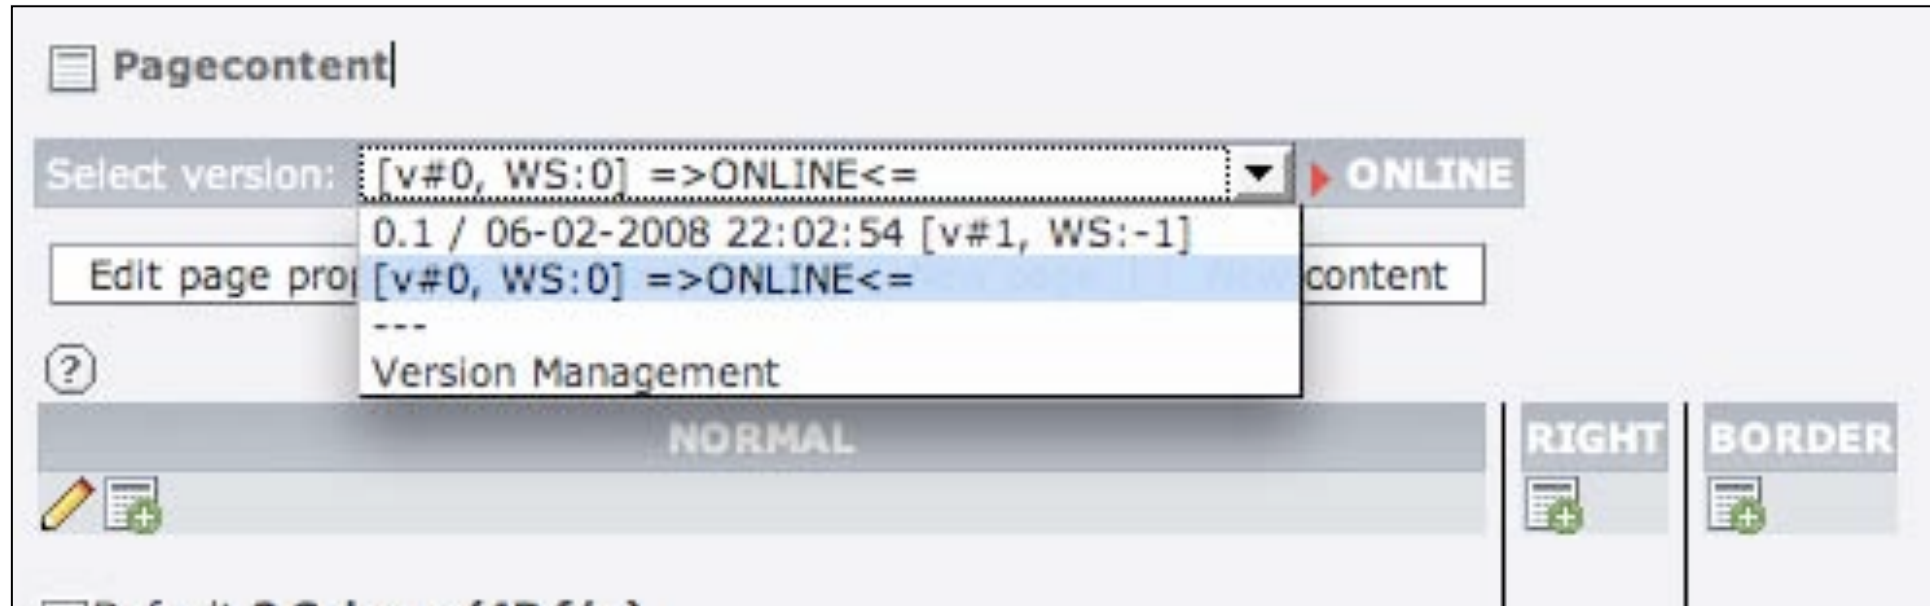 Pagecontent
Select version: [v#0, WS:0] =>ONLINE<= ONLINE
0.1 / 06-02-2008 22:02:54 [v#1, WS:-1]
Edit page [v#0, WS:0] =>ONLINE<= content
---
? Version Management
NORMAL RIGHT BORDER